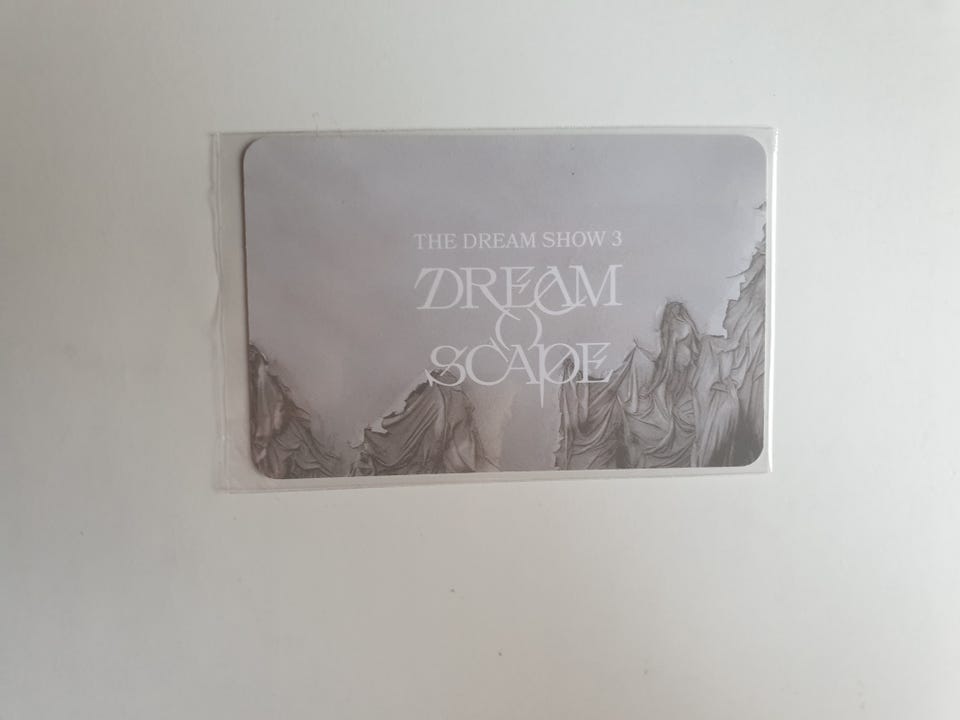 THE DREAM SHOW 3
DREAM
( )
SCAPE